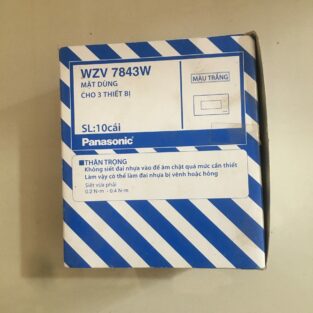 WZV 7843W
MẶT DÙNG
CHO 3 THIẾT BỊ
MÀU TRẮNG
SL:10cái
Panasonic
THẬN TRỌNG
Không siết đai nhựa vào đế âm chặt quá mức cần thiết
Làm vậy có thể làm đai nhựa bị vênh hoặc hỏng
Siết vừa phải
0.2 N·m - 0.4 N·m